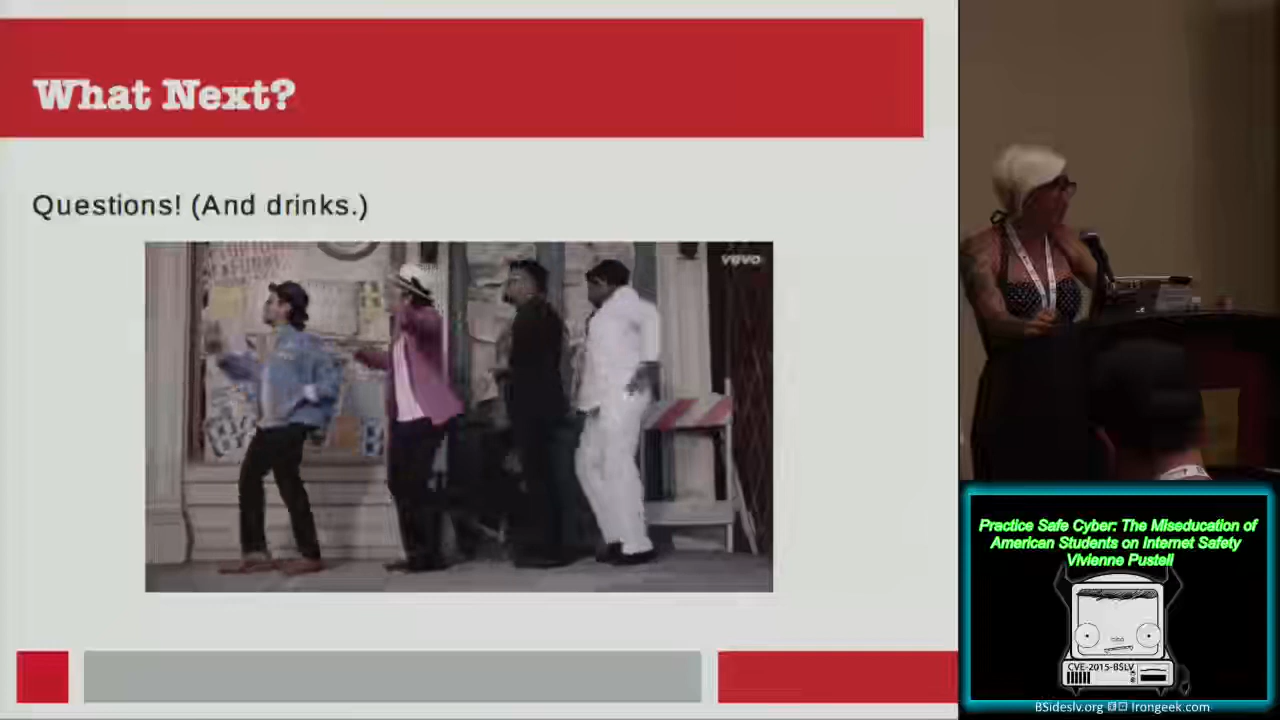 What Next?
Questions! (And drinks.)
vevo
Practice Safe Cyber: The Miseducation of
American Students on Internet Safety
Vivienne Pustell
CVE-2015-BSLV
BSideslv.org
Irongeek.com